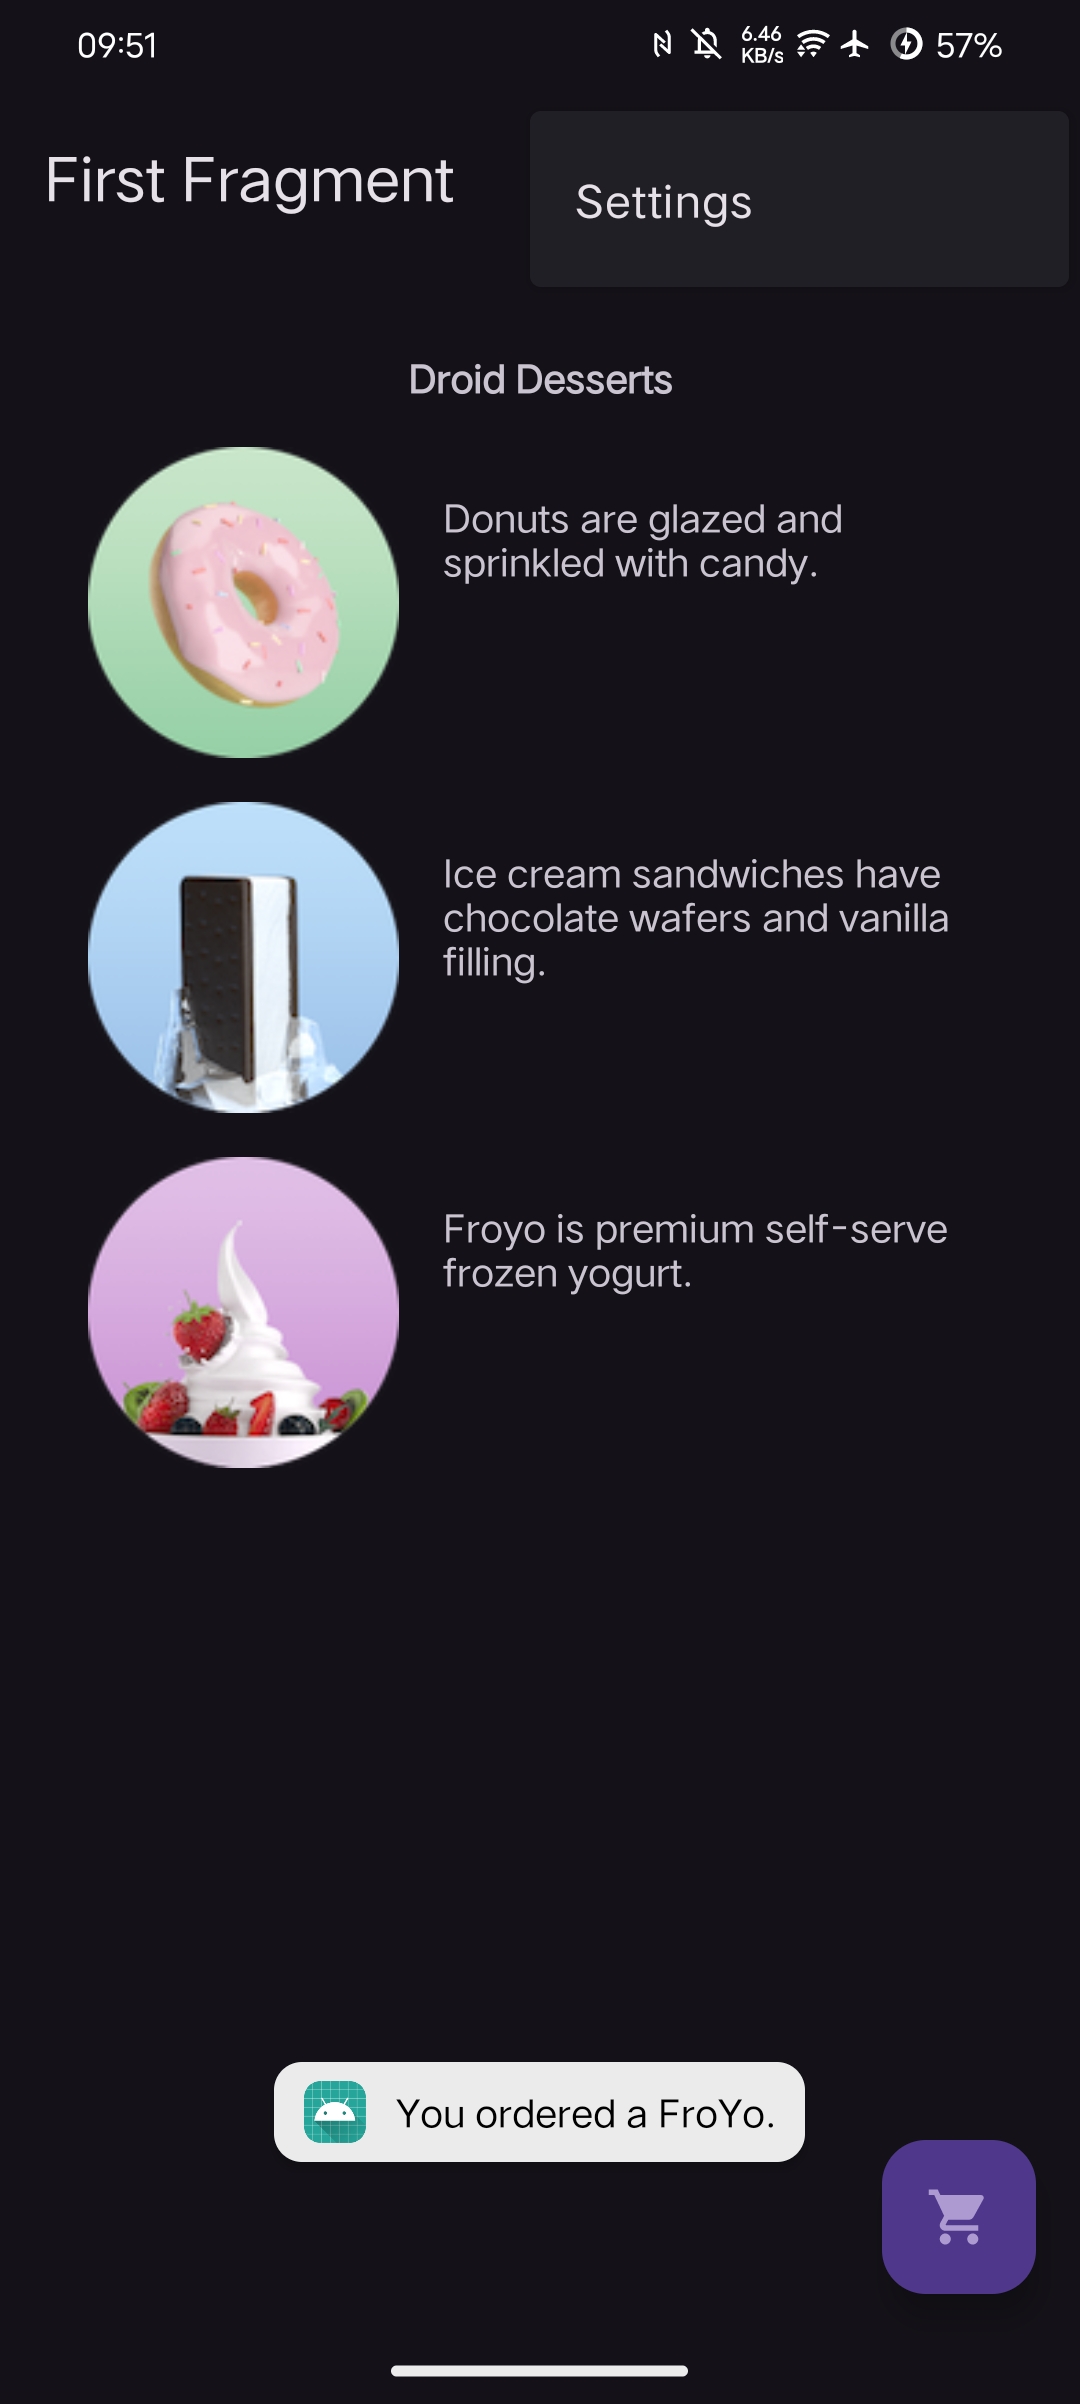 09:51
6.46
KB/s
57%
First Fragment
Settings
Droid Desserts
Donuts are glazed and
sprinkled with candy.
Ice cream sandwiches have
chocolate wafers and vanilla
filling.
Froyo is premium self-serve
frozen yogurt.
You ordered a FroYo.